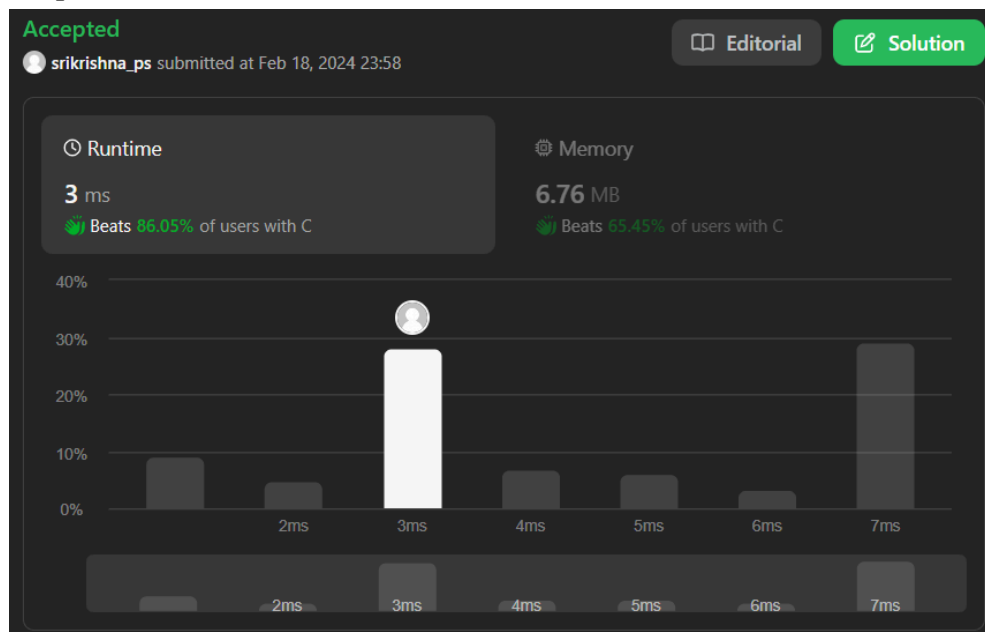 Accepted
Editorial
Solution
srikrishna_ps submitted at Feb 18, 2024 23:58
Runtime
3 ms
Beats 86.05% of users with C
Memory
6.76 MB
Beats 65.45% of users with C
40%
30%
20%
10%
0%
2ms 3ms 4ms 5ms 6ms 7ms
2ms 3ms 4ms 5ms 6ms 7ms